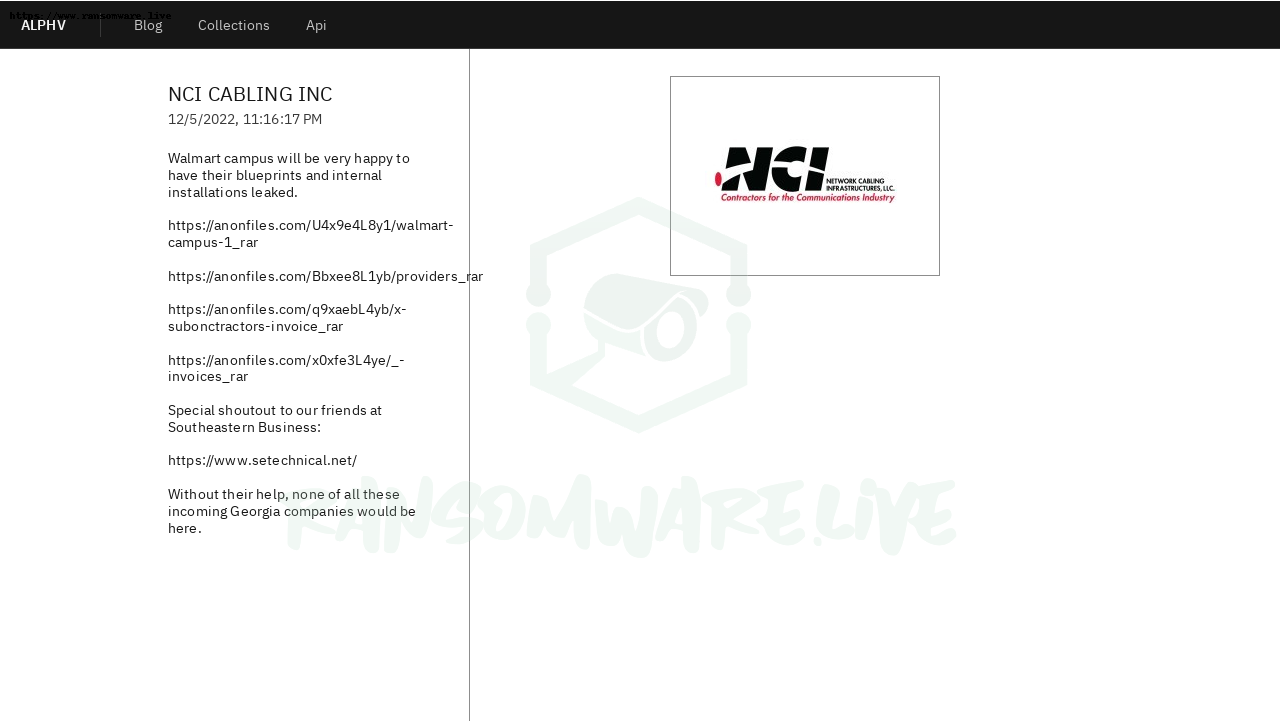 https://www.ransomware.live
ALPHV
Blog
Collections
Api
NCI CABLING INC
12/5/2022, 11:16:17 PM
Walmart campus will be very happy to
have their blueprints and internal
installations leaked.
https://anonfiles.com/U4x9e4L8y1/walmart-
campus-1_rar
https://anonfiles.com/Bbxee8L1yb/providers_rar
https://anonfiles.com/q9xaebL4yb/x-
subonctractors-invoice_rar
https://anonfiles.com/x0xfe3L4ye/_-
invoices_rar
Special shoutout to our friends at
Southeastern Business:
https://www.setechnical.net/
Without their help, none of all these
incoming Georgia companies would be
here.
NCI
NETWORK CABLING
INFRASTRUCTURES, LLC.
Contractors for the Communications Industry
RANSOMWARE.LIVE